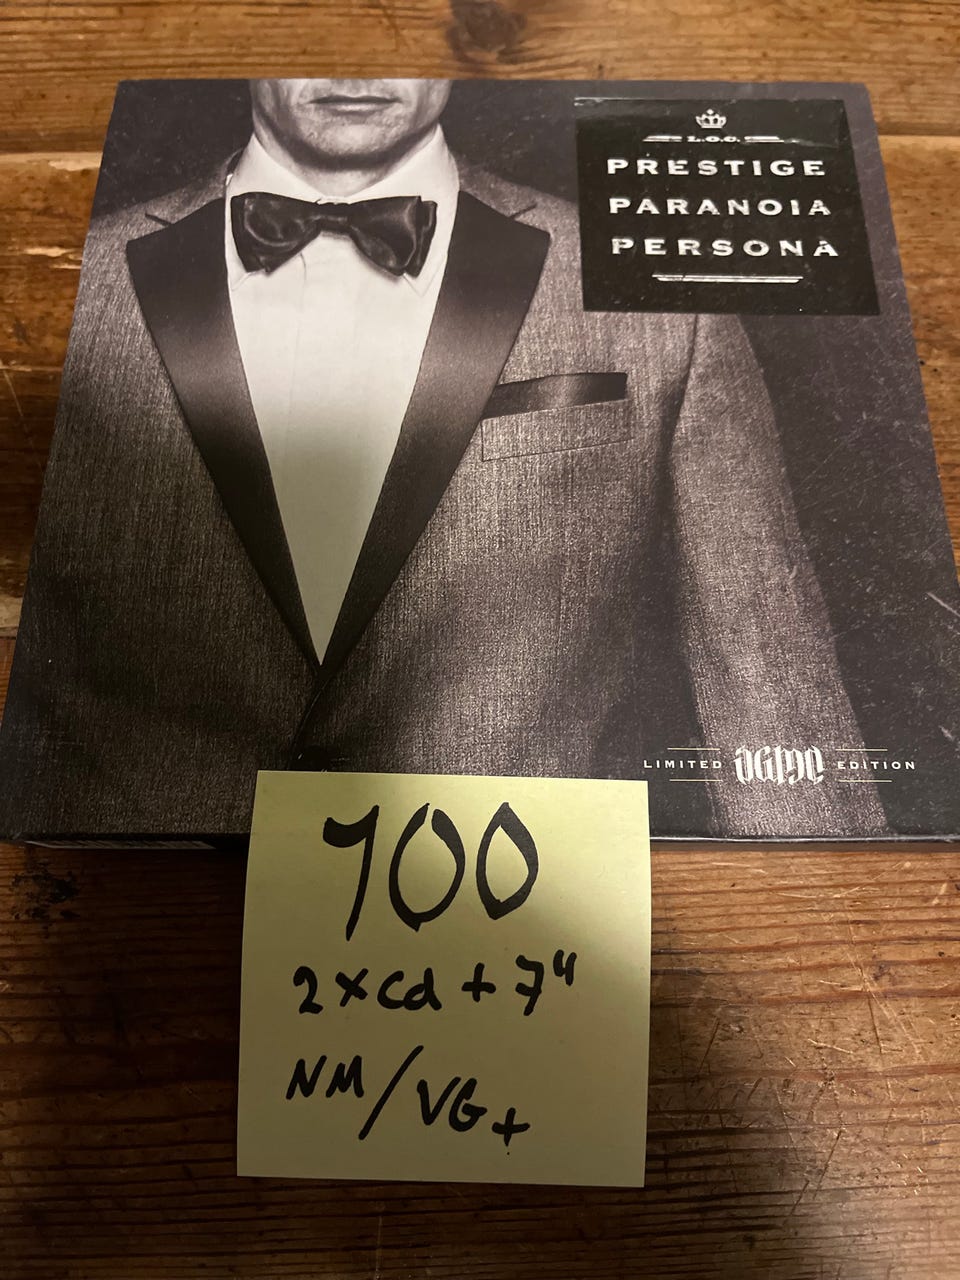 L.O.C.
PRESTIGE
PARANOIA
PERSONA
LIMITED
EDITION
700
2 x cd + 7"
NM/VG+